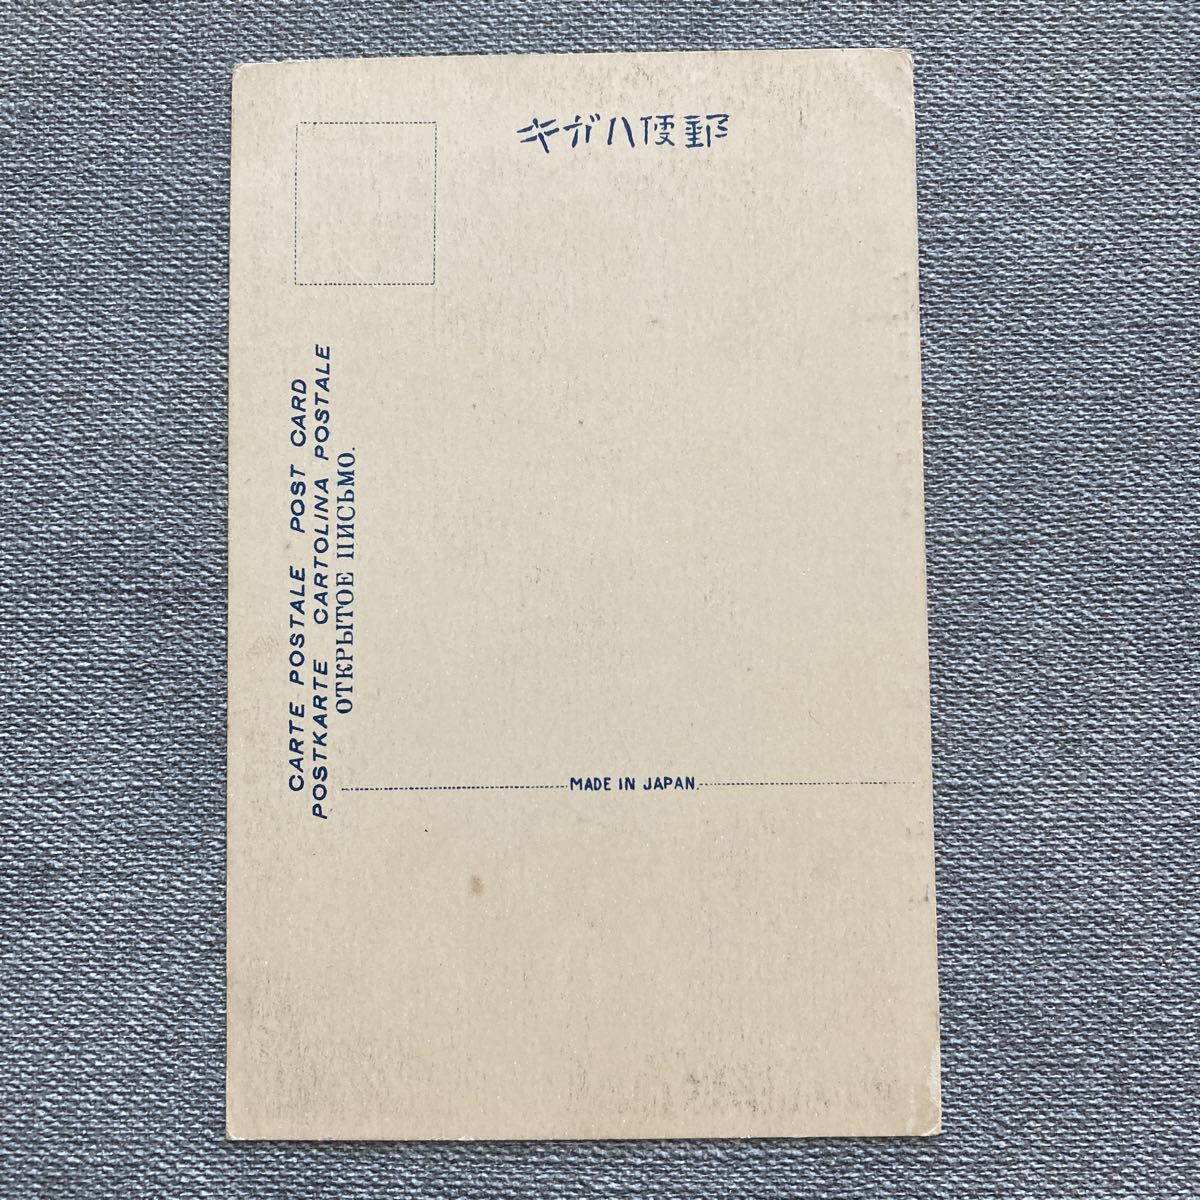 キガハ便郵
CARTE POSTALE POST CARD
POSTKARTE CARTOLINA POSTALE
ОТКРЫТОЕ ПИСЬМО.
MADE IN JAPAN.